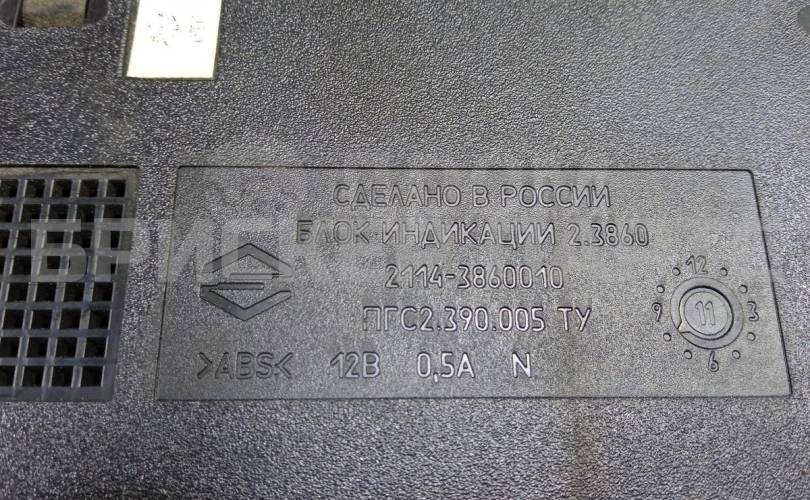 СДЕЛАНО В РОССИИ
БЛОК ИНДИКАЦИИ 2.3860
2114-3860010
ПГС2.390.005 ТУ
>ABS< 12В 0,5А N
12
9 11 3
6